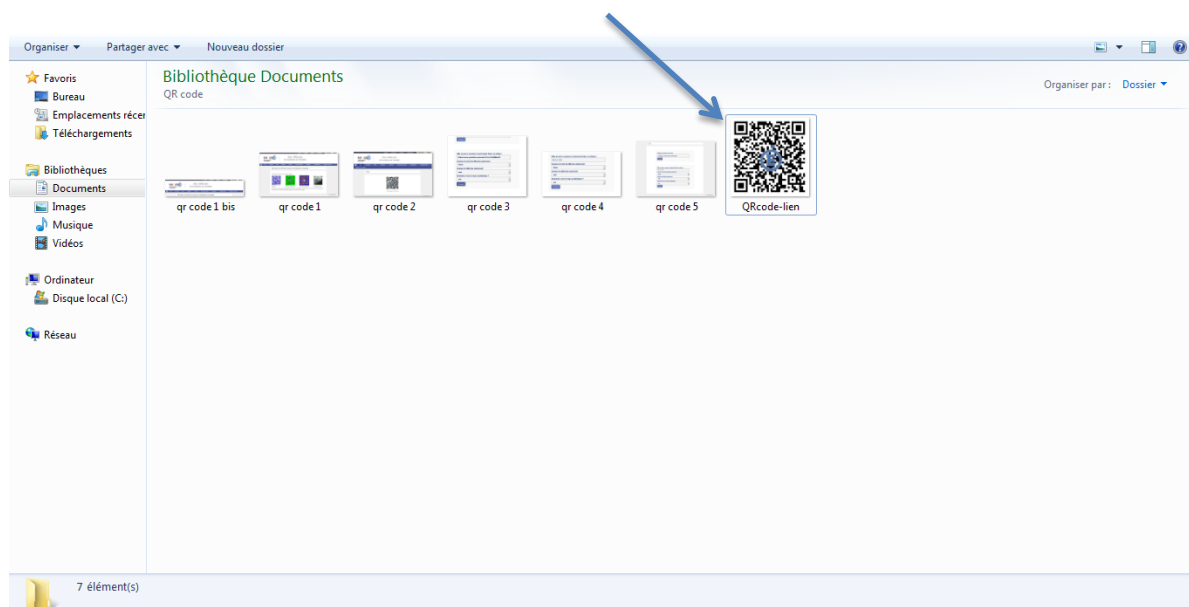 Organiser Partager avec Nouveau dossier
Favoris
Bureau
Emplacements récer
Téléchargements
Bibliothèques
Documents
Images
Musique
Vidéos
Ordinateur
Disque local (C:)
Réseau
Bibliothèque Documents
QR code
Organiser par : Dossier
qr code 1 bis qr code 1 qr code 2 qr code 3 qr code 4 qr code 5 QRcode-lien
7 élément(s)